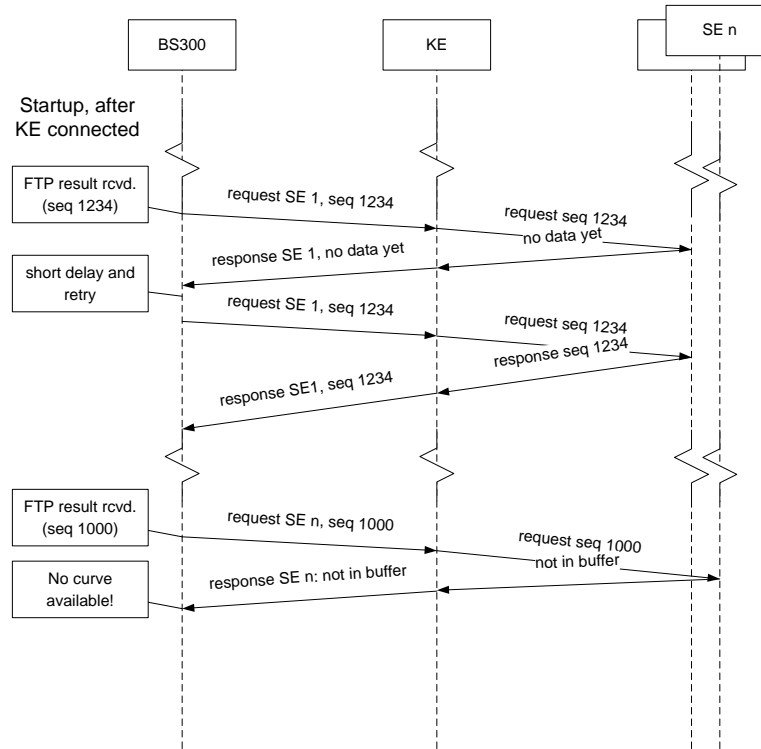 BS300
KE
SE n
Startup, after
KE connected
FTP result rcvd.
(seq 1234)
request SE 1, seq 1234
request seq 1234
no data yet
response SE 1, no data yet
short delay and
retry
request SE 1, seq 1234
request seq 1234
response seq 1234
response SE1, seq 1234
FTP result rcvd.
(seq 1000)
request SE n, seq 1000
request seq 1000
not in buffer
response SE n: not in buffer
No curve
available!